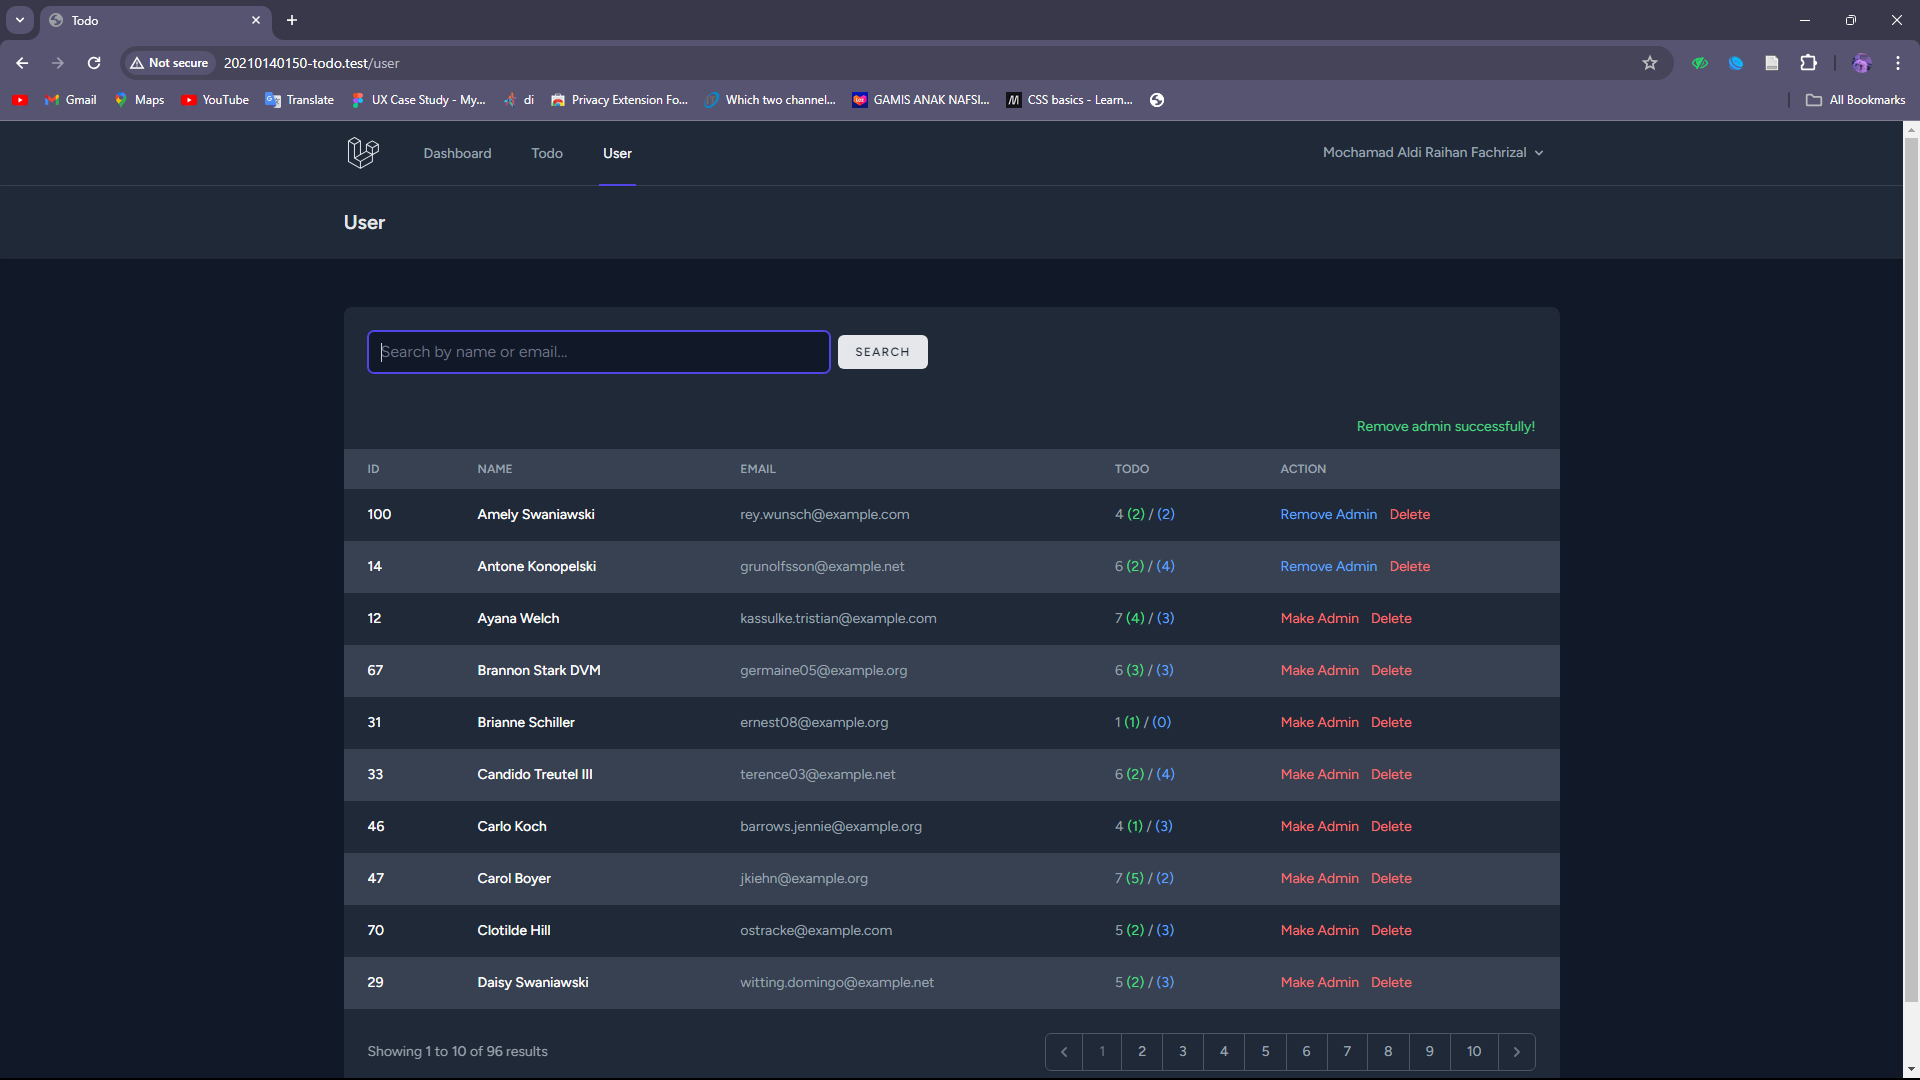 Todo
Not secure 20210140150-todo.test/user
Gmail Maps YouTube Translate UX Case Study - My... di Privacy Extension Fo... Which two channel... GAMIS ANAK NAFSI... CSS basics - Learn... All Bookmarks
Dashboard Todo User Mochamad Aldi Raihan Fachrizal
User
Search by name or email... SEARCH
Remove admin successfully!
ID NAME EMAIL TODO ACTION
100 Amely Swaniawski rey.wunsch@example.com 4 (2) / (2) Remove Admin Delete
14 Antone Konopelski grunolfsson@example.net 6 (2) / (4) Remove Admin Delete
12 Ayana Welch kassulke.tristian@example.com 7 (4) / (3) Make Admin Delete
67 Brannon Stark DVM germaine05@example.org 6 (3) / (3) Make Admin Delete
31 Brianne Schiller ernest08@example.org 1 (1) / (0) Make Admin Delete
33 Candido Treutel III terence03@example.net 6 (2) / (4) Make Admin Delete
46 Carlo Koch barrows.jennie@example.org 4 (1) / (3) Make Admin Delete
47 Carol Boyer jkiehn@example.org 7 (5) / (2) Make Admin Delete
70 Clotilde Hill ostracke@example.com 5 (2) / (3) Make Admin Delete
29 Daisy Swaniawski witting.domingo@example.net 5 (2) / (3) Make Admin Delete
Showing 1 to 10 of 96 results 1 2 3 4 5 6 7 8 9 10